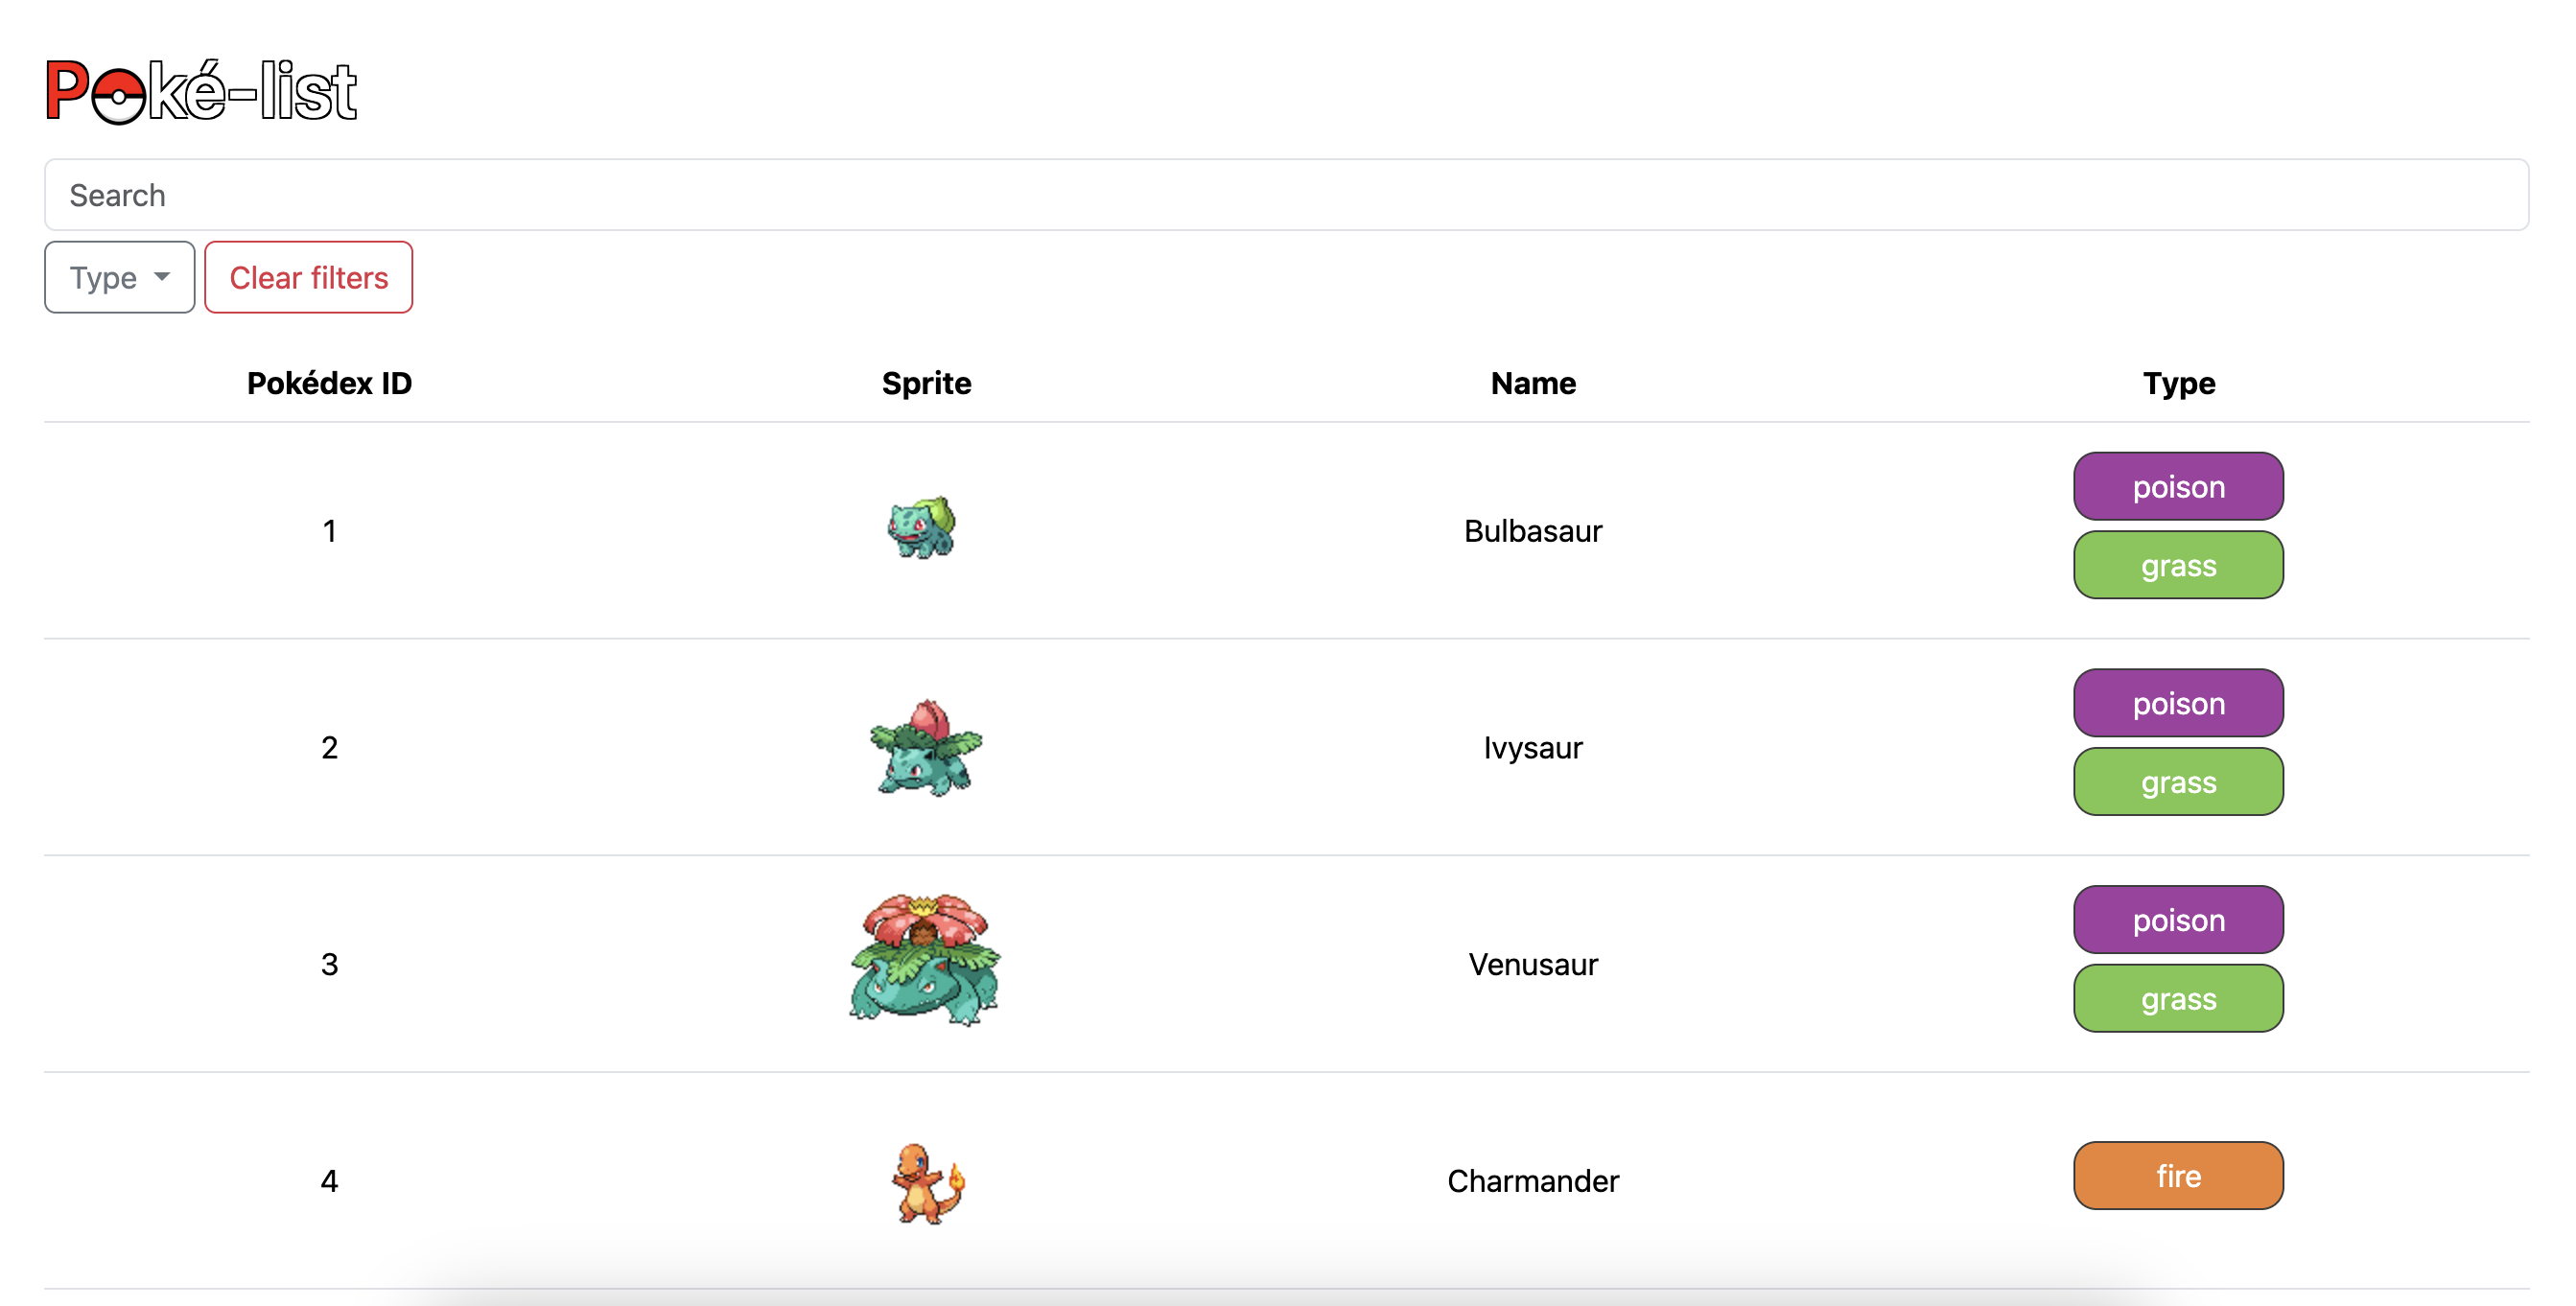 Poké-list
Search
Type Clear filters
Pokédex ID Sprite Name Type
1 Bulbasaur poison
grass
2 Ivysaur poison
grass
3 Venusaur poison
grass
4 Charmander fire